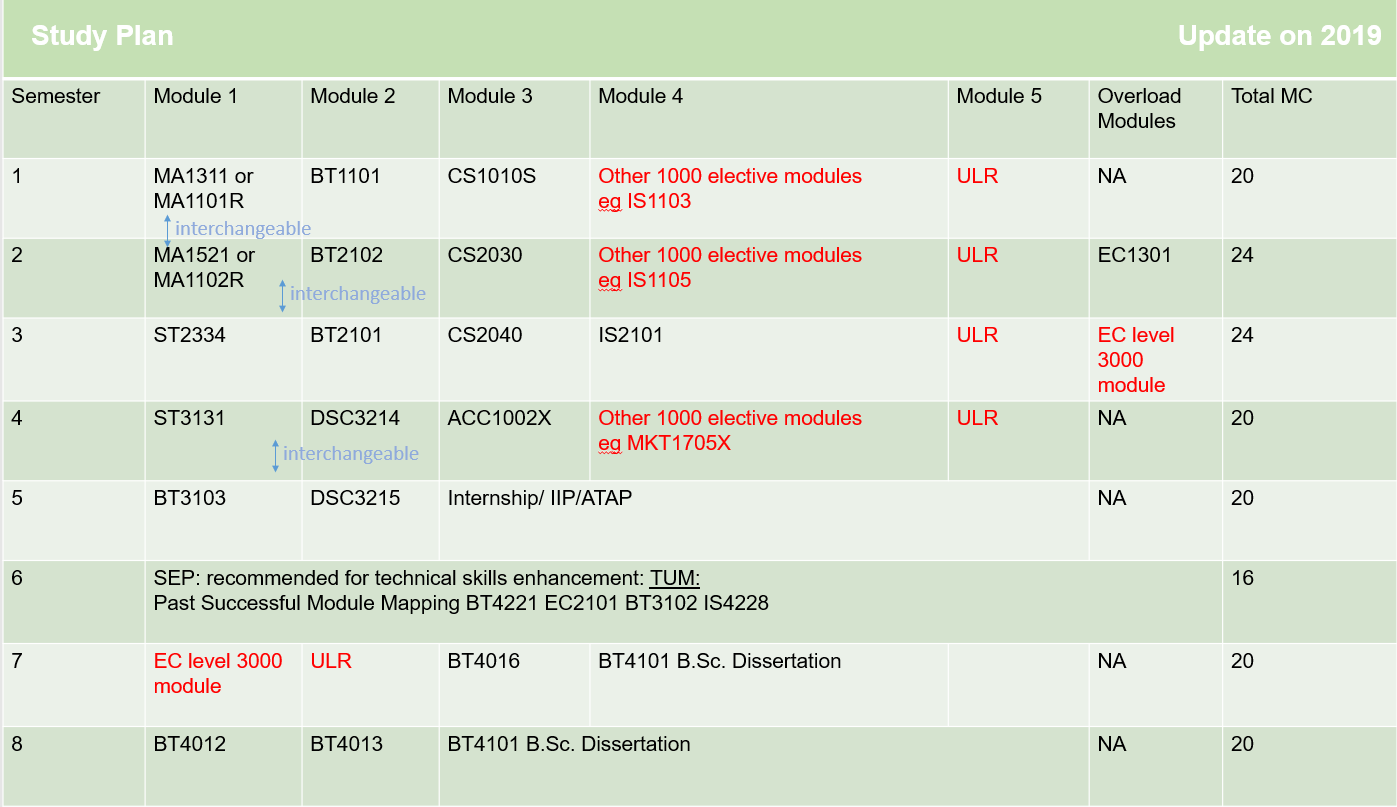 Study Plan
Update on 2019
Semester
Module 1
Module 2
Module 3
Module 4
Module 5
Overload
Modules
Total MC
1
MA1311 or
MA1101R
BT1101
CS1010S
Other 1000 elective modules
eg IS1103
ULR
NA
20
intercheangeable
2
MA1521 or
MA1102R
BT2102
CS2030
Other 1000 elective modules
eg IS1105
ULR
EC1301
24
interchangeable
3
ST2334
BT2101
CS2040
IS2101
ULR
EC level
3000
module
24
4
ST3131
DSC3214
ACC1002X
Other 1000 elective modules
eg MKT1705X
ULR
NA
20
interchangeable
5
BT3103
DSC3215
Internship/ IIP/ATAP
NA
20
6
SEP: recommended for technical skills enhancement: TUM:
Past Successful Module Mapping BT4221 EC2101 BT3102 IS4228
16
7
EC level 3000
module
ULR
BT4016
BT4101 B.Sc. Dissertation
NA
20
8
BT4012
BT4013
BT4101 B.Sc. Dissertation
NA
20